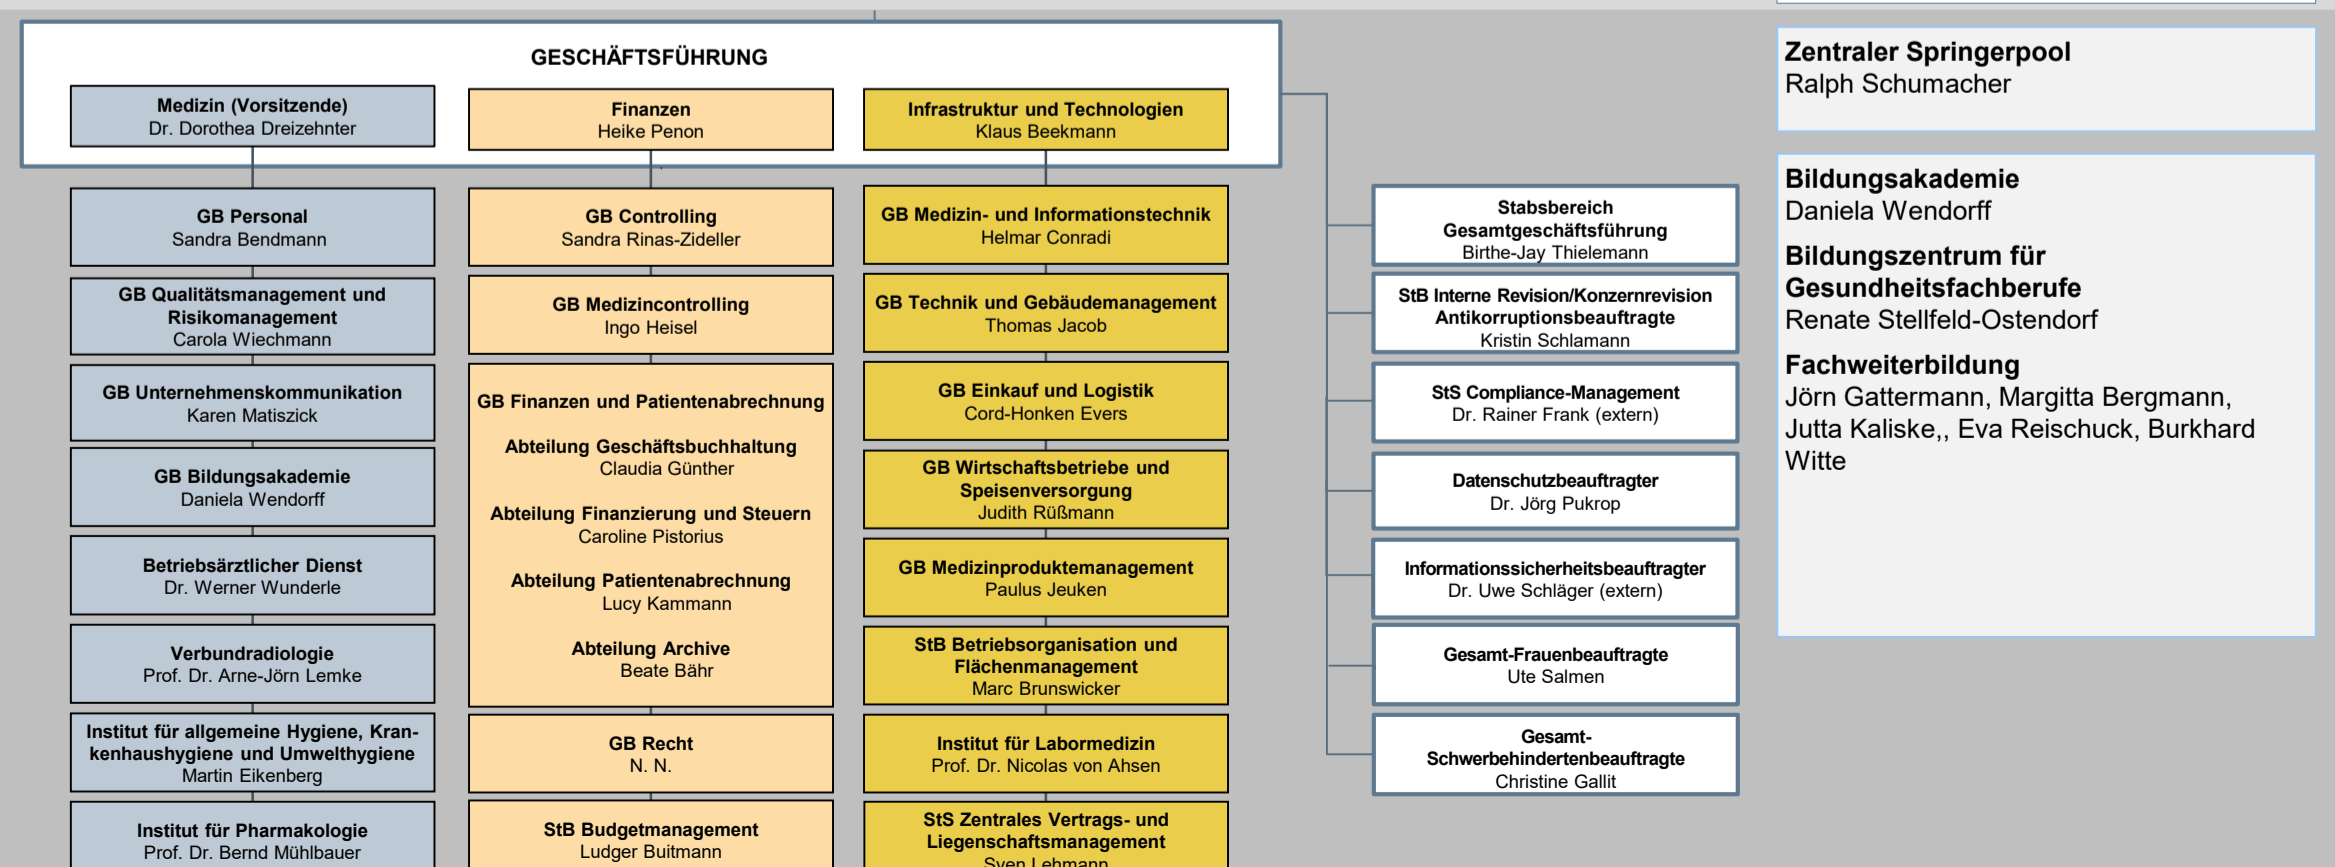 GESCHÄFTSFÜHRUNG
Medizin (Vorsitzende)
Dr. Dorothea Dreizehnter
GB Personal
Sandra Bendmann
GB Qualitätsmanagement und
Risikomanagement
Carola Wiechmann
GB Unternehmenskommunikation
Karen Matiszick
GB Bildungsakademie
Daniela Wendorff
Betriebsärztlicher Dienst
Dr. Werner Wunderle
Verbundradiologie
Prof. Dr. Arne-Jörn Lemke
Institut für allgemeine Hygiene, Kran-
kenhaushygiene und Umwelthygiene
Martin Eikenberg
Institut für Pharmakologie
Prof. Dr. Bernd Mühlbauer
Finanzen
Heike Penon
GB Controlling
Sandra Rinas-Zideller
GB Medizincontrolling
Ingo Heisel
GB Finanzen und Patientenabrechnung
Abteilung Geschäftsbuchhaltung
Claudia Günther
Abteilung Finanzierung und Steuern
Caroline Pistorius
Abteilung Patientenabrechnung
Lucy Kammann
Abteilung Archive
Beate Bähr
GB Recht
N. N.
StB Budgetmanagement
Ludger Buitmann
Infrastruktur und Technologien
Klaus Beekmann
GB Medizin- und Informationstechnik
Helmar Conradi
GB Technik und Gebäudemanagement
Thomas Jacob
GB Einkauf und Logistik
Cord-Honken Evers
GB Wirtschaftsbetriebe und
Speisenversorgung
Judith Rüßmann
GB Medizinproduktemanagement
Paulus Jeuken
StB Betriebsorganisation und
Flächenmanagement
Marc Brunswicker
Institut für Labormedizin
Prof. Dr. Nicolas von Ahsen
StS Zentrales Vertrags- und
Liegenschaftsmanagement
Sven Lehmann
Stabsbereich
Gesamtgeschäftsführung
Birthe-Jay Thielemann
StB Interne Revision/Konzernrevision
Antikorruptionsbeauftragte
Kristin Schlamann
StS Compliance-Management
Dr. Rainer Frank (extern)
Datenschutzbeauftragter
Dr. Jörg Pukrop
Informationssicherheitsbeauftragter
Dr. Uwe Schläger (extern)
Gesamt-Frauenbeauftragte
Ute Salmen
Gesamt-
Schwerbehindertenbeauftragte
Christine Gallit
Zentraler Springerpool
Ralph Schumacher
Bildungsakademie
Daniela Wendorff
Bildungszentrum für
Gesundheitsfachberufe
Renate Stellfeld-Ostendorf
Fachweiterbildung
Jörn Gattermann, Margitta Bergmann,
Jutta Kaliske,, Eva Reischuck, Burkhard
Witte